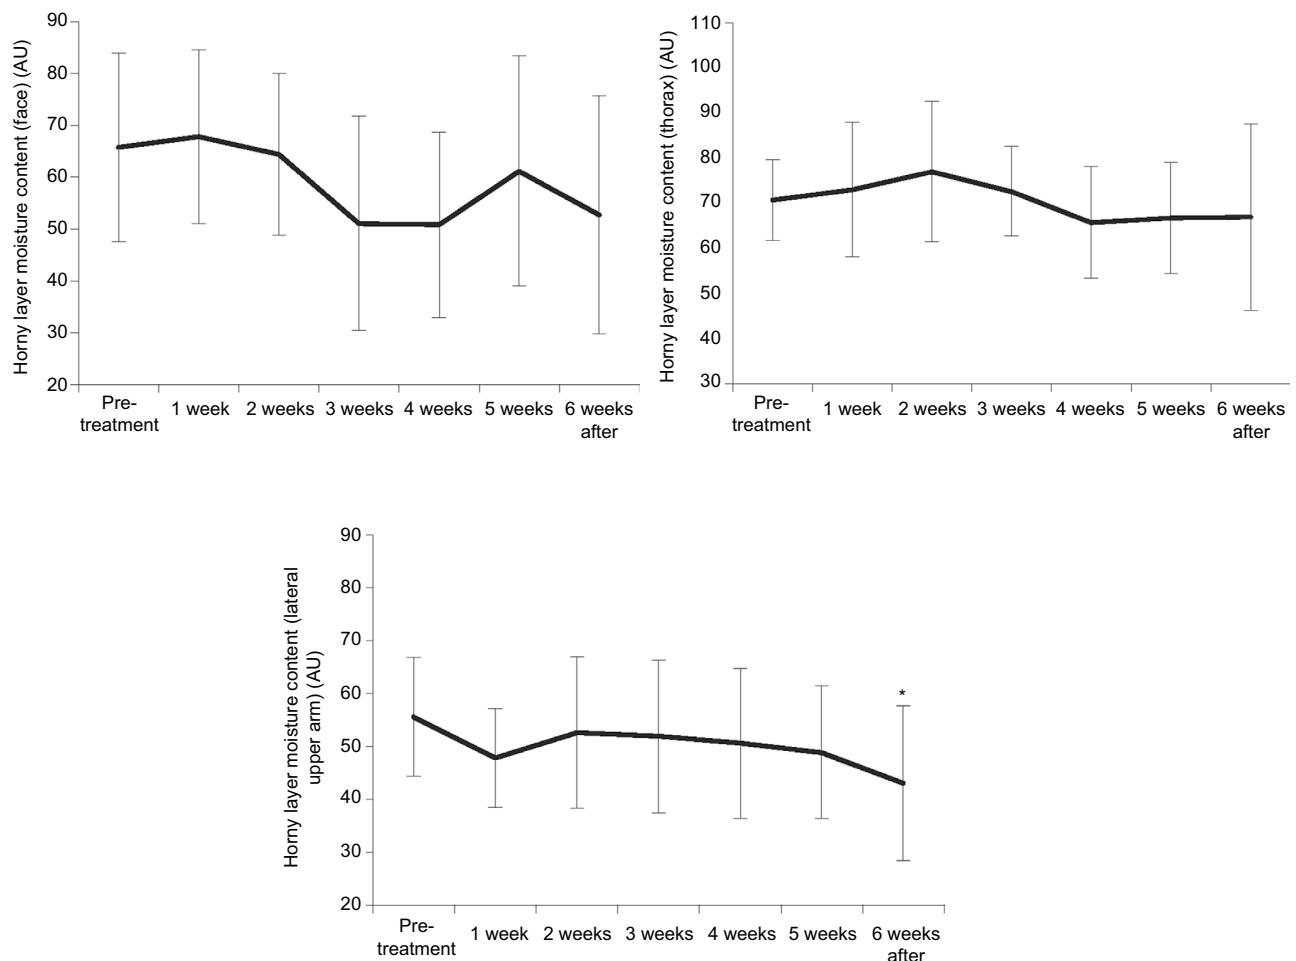 Horny layer moisture content (face) (AU)
90
80
70
60
50
40
30
20
Pre-
treatment
1 week
2 weeks
3 weeks
4 weeks
5 weeks
6 weeks
after
Horny layer moisture content (thorax) (AU)
110
100
90
80
70
60
50
40
30
Pre-
treatment
1 week
2 weeks
3 weeks
4 weeks
5 weeks
6 weeks
after
Horny layer moisture content (lateral
upper arm) (AU)
90
80
70
60
50
40
30
20
*
Pre-
treatment
1 week
2 weeks
3 weeks
4 weeks
5 weeks
6 weeks
after